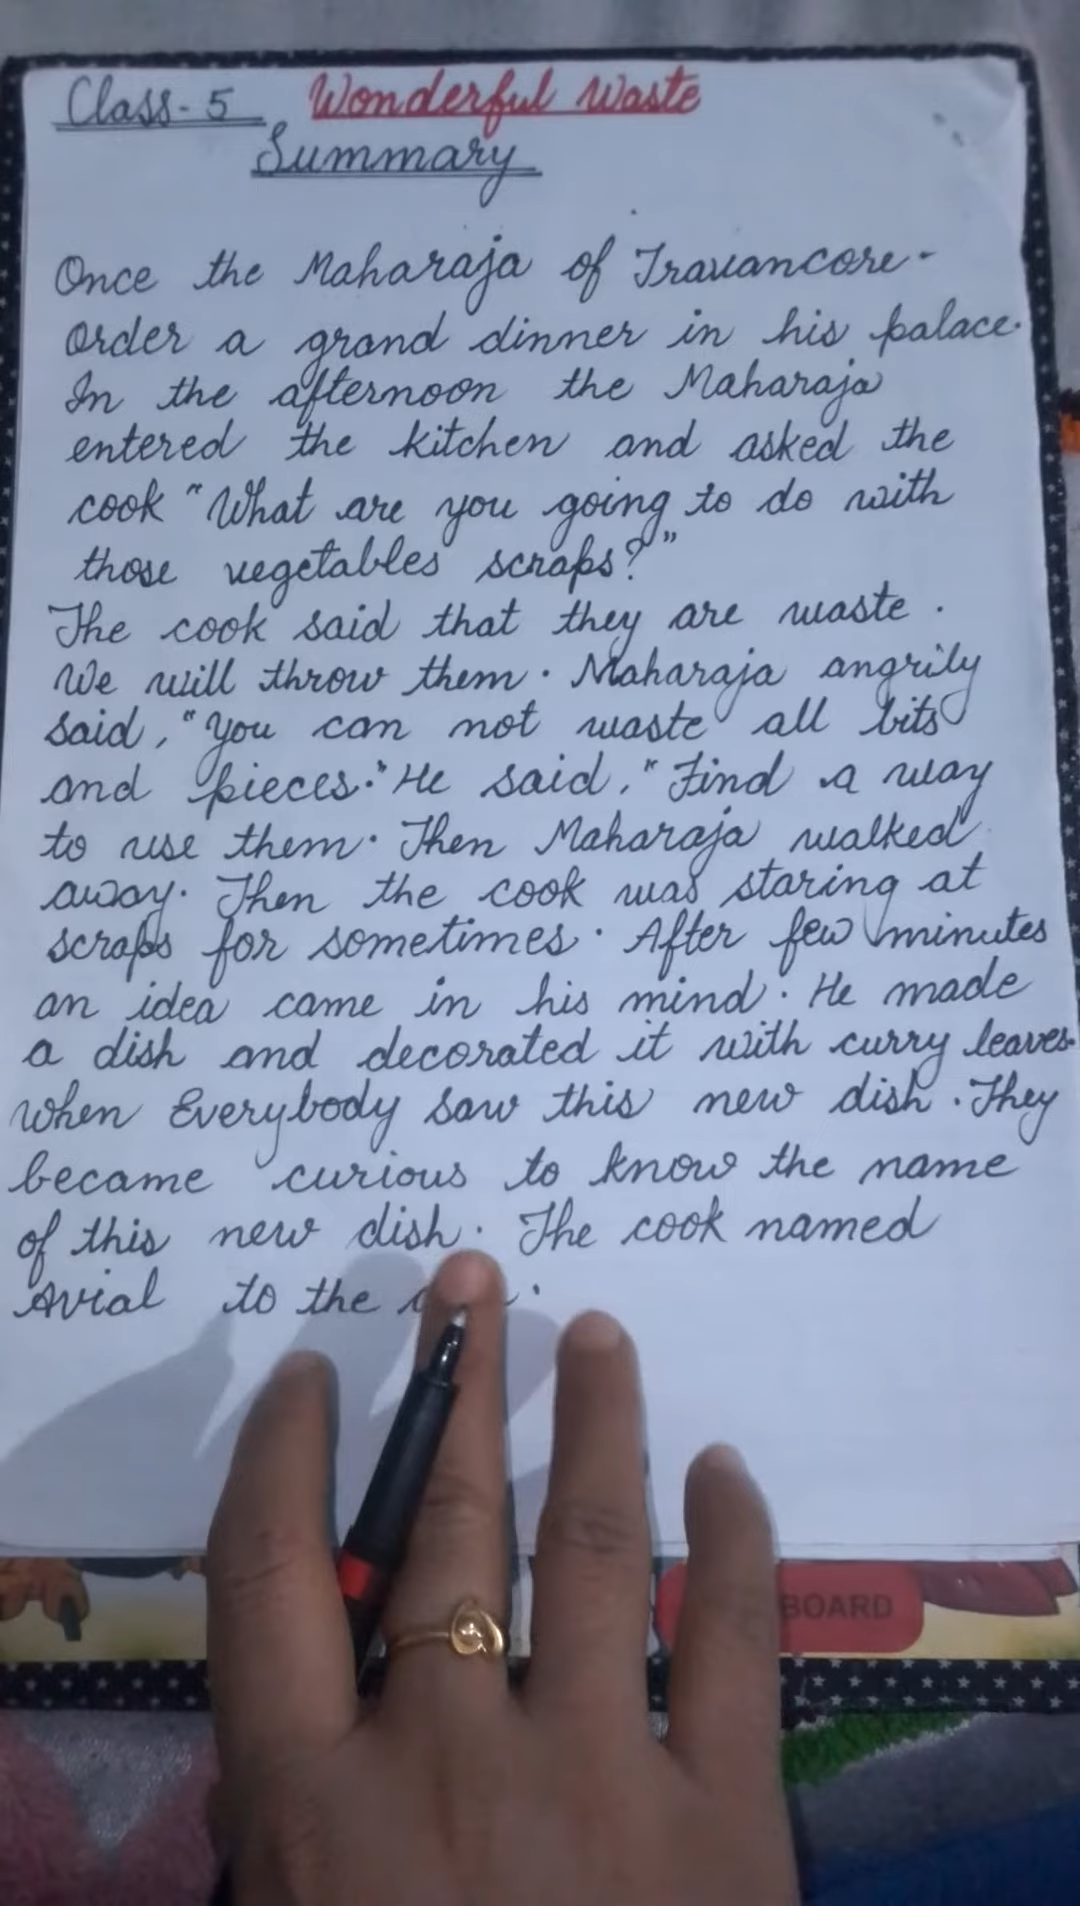 Class-5 Wonderful Waste
Summary
Once the Maharaja of Travancore-
order a grand dinner in his palace.
In the afternoon the Maharaja
entered the kitchen and asked the
cook "What are you going to do with
those vegetables scraps?"
The cook said that they are waste.
We will throw them. Maharaja angrily
said, "You can not waste all bits
and pieces." He said, "Find a way
to use them. Then Maharaja walked
away. Then the cook was staring at
scraps for sometimes. After few minutes
an idea came in his mind. He made
a dish and decorated it with curry leaves.
when Everybody saw this new dish. They
became curious to know the name
of this new dish. The cook named
Avial to the
BOARD